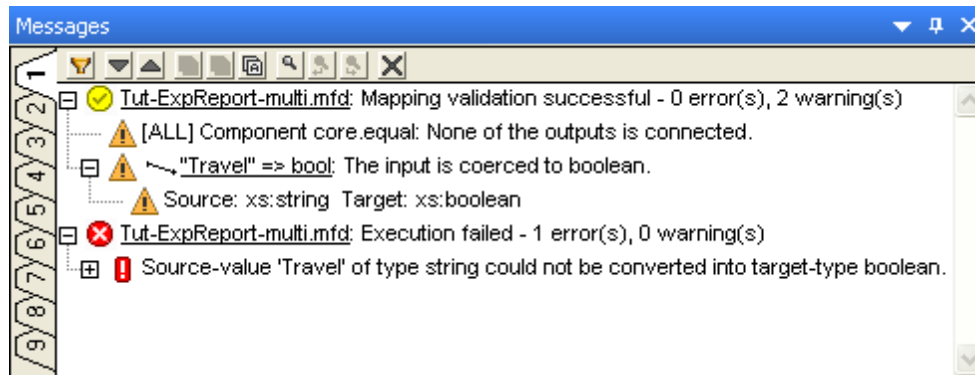 Messages
1
2
3
4
5
6
7
8
9
Tut-ExpReport-multi.mfd: Mapping validation successful - 0 error(s), 2 warning(s)
[ALL] Component core.equal: None of the outputs is connected.
"Travel" => bool: The input is coerced to boolean.
Source: xs:string Target: xs:boolean
Tut-ExpReport-multi.mfd: Execution failed - 1 error(s), 0 warning(s)
Source-value 'Travel' of type string could not be converted into target-type boolean.